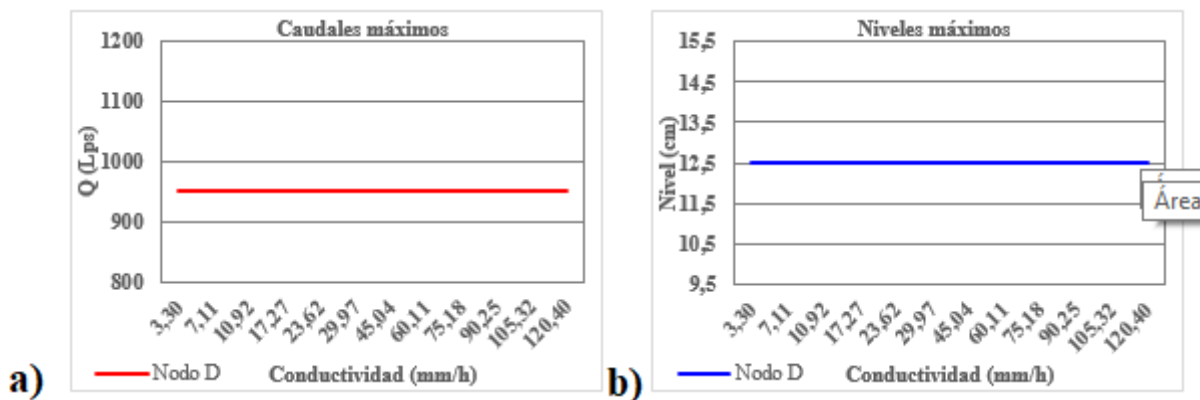 Caudales máximos
1200
1100
1000
900
800
Q (Lps)
3,30 7,11 10,92 17,27 23,62 29,97 45,04 60,11 75,18 90,25 105,32 120,40
Nodo D Conductividad (mm/h)
a)
Niveles máximos
15,5
14,5
13,5
12,5
11,5
10,5
9,5
Nivel (cm)
3,30 7,11 10,92 17,27 23,62 29,97 45,04 60,11 75,18 90,25 105,32 120,40
Nodo D Conductividad (mm/h)
b)
Área